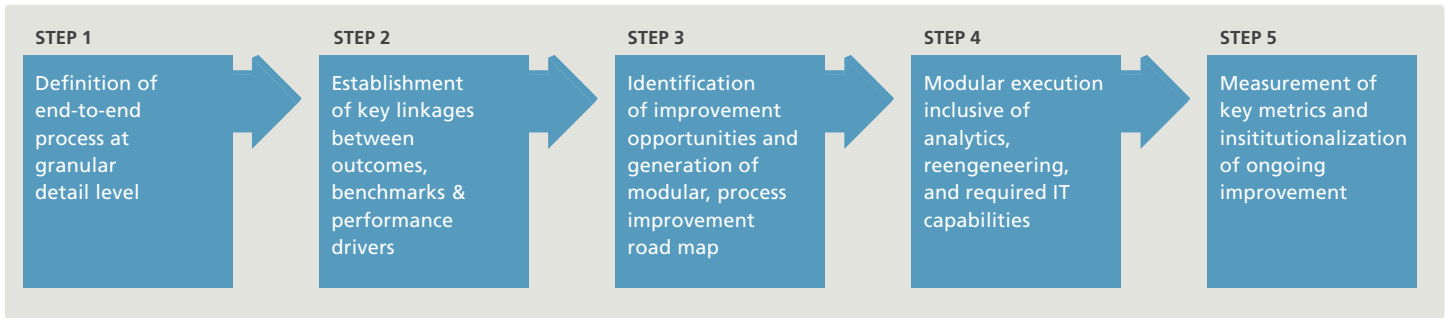 STEP 1
Definition of
end-to-end
process at
granular
detail level
STEP 2
Establishment
of key linkages
between
outcomes,
benchmarks &
performance
drivers
STEP 3
Identification
of improvement
opportunities and
generation of
modular, process
improvement
road map
STEP 4
Modular execution
inclusive of
analytics,
reengeneering,
and required IT
capabilities
STEP 5
Measurement of
key metrics and
insititutionalization
of ongoing
improvement